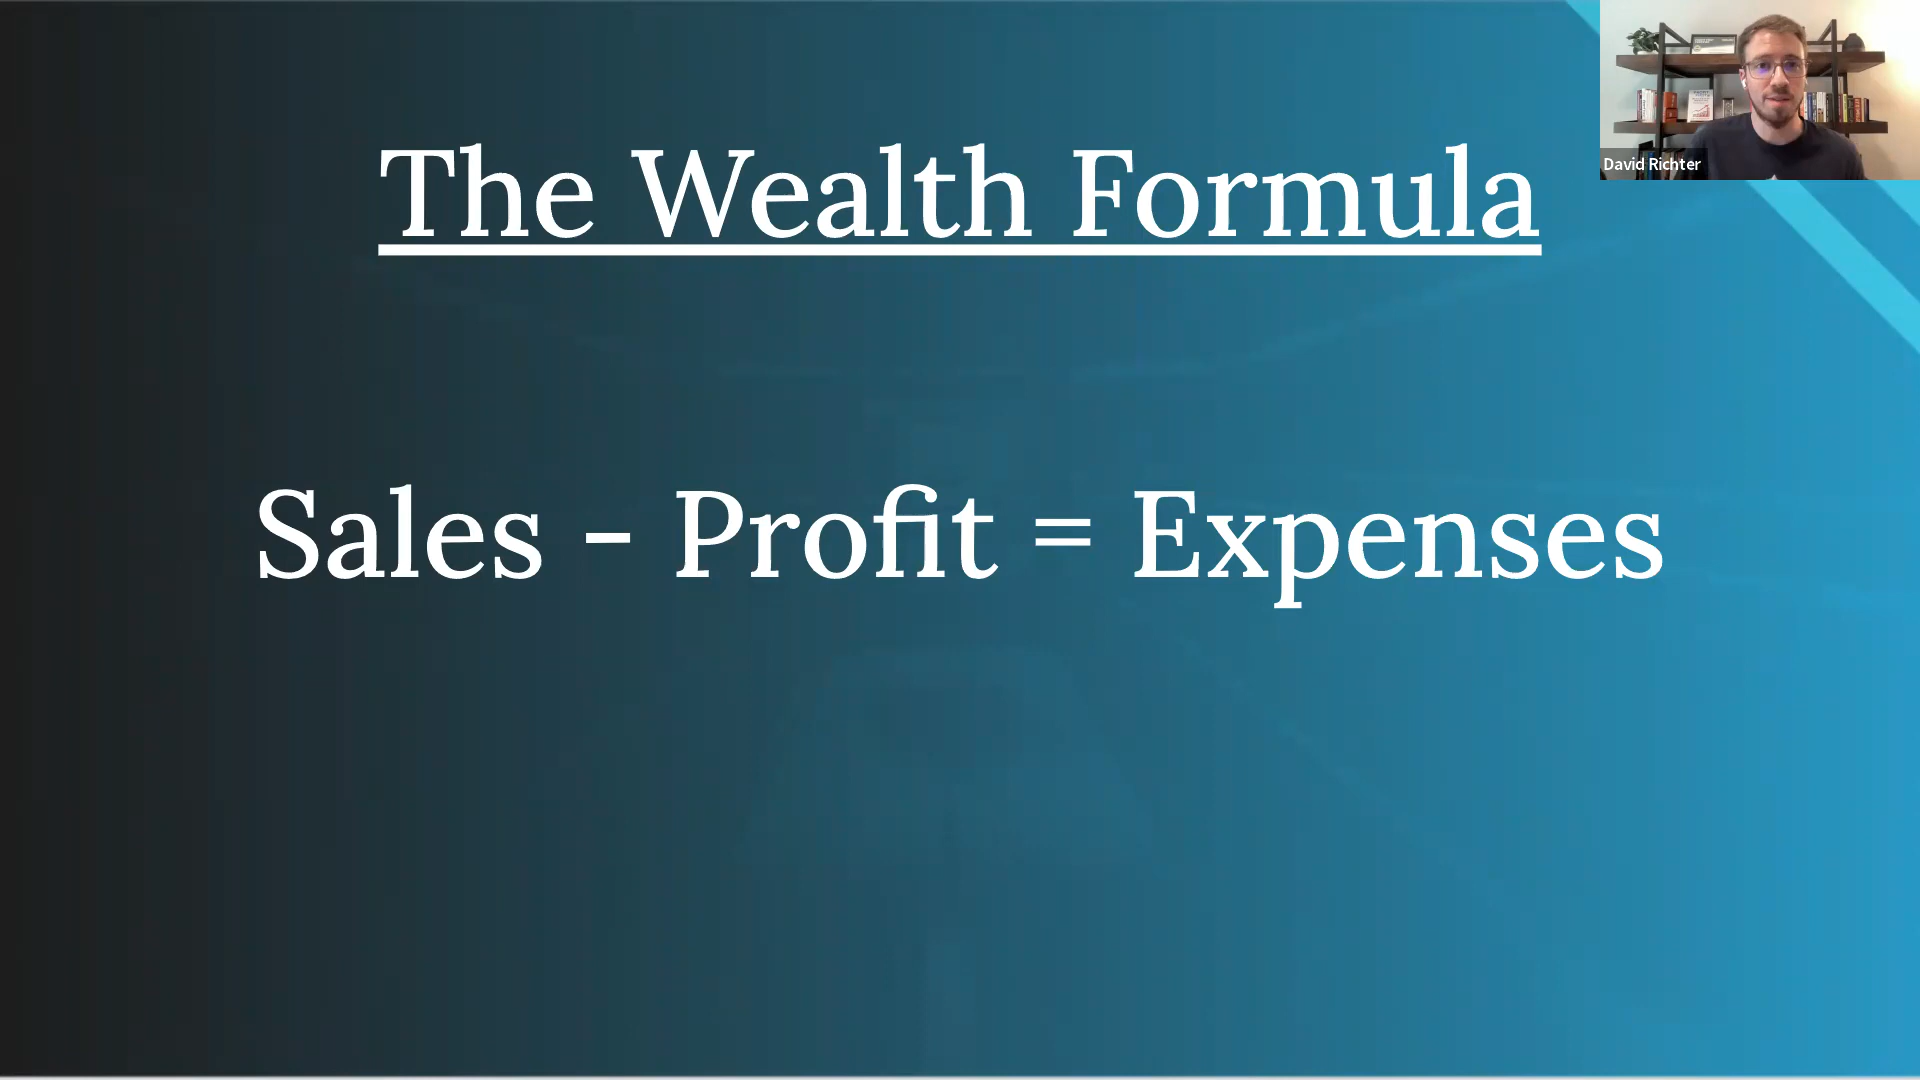 The Wealth Formula
David Richter
Sales - Profit = Expenses